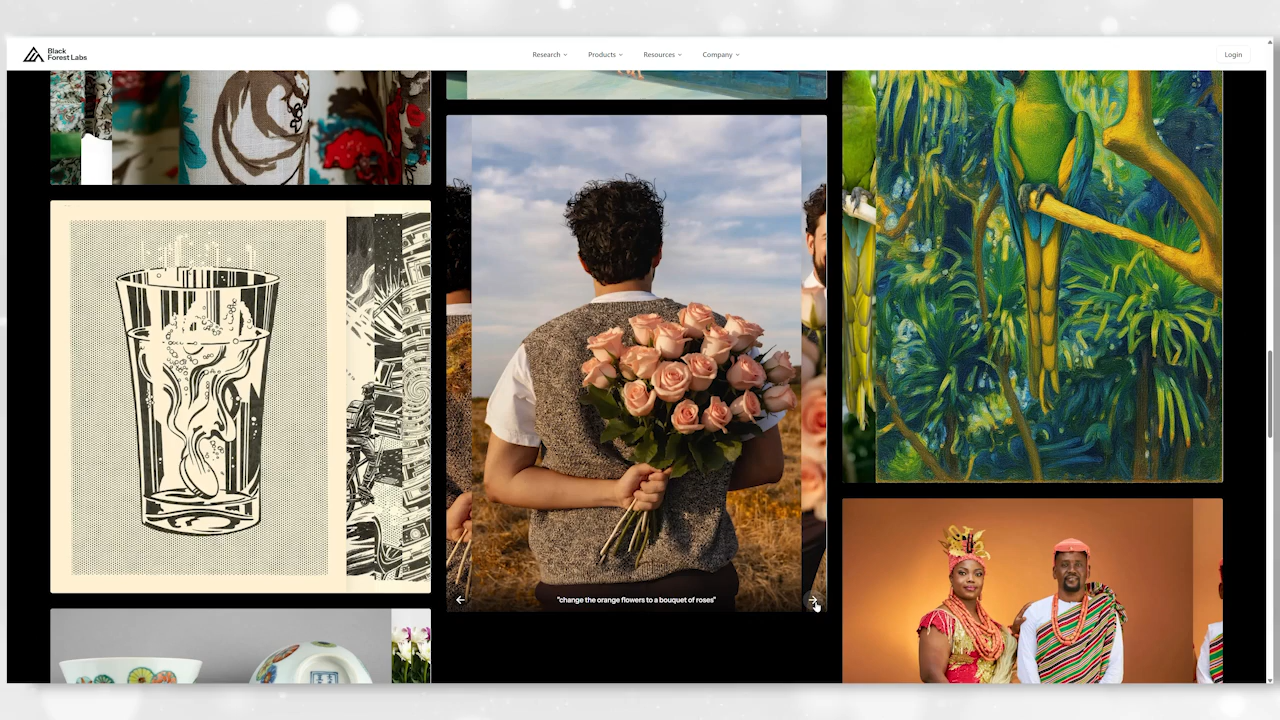 Black
Forest Labs
Research
Products
Resources
Company
Login
"change the orange flowers to a bouquet of roses"